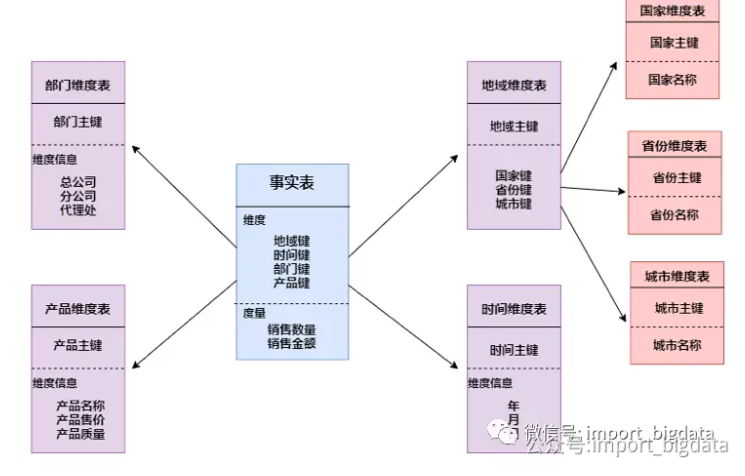 部门维度表
部门主键
维度信息
总公司
分公司
代理处
产品维度表
产品主键
维度信息
产品名称
产品售价
产品质量
事实表
维度
地域键
时间键
部门键
产品键
度量
销售数量
销售金额
地域维度表
地域主键
国家键
省份键
城市键
时间维度表
时间主键
维度信息
年
月
国家维度表
国家主键
国家名称
省份维度表
省份主键
省份名称
城市维度表
城市主键
城市名称
微信号: import_bigdata
公众号:import_bigdata